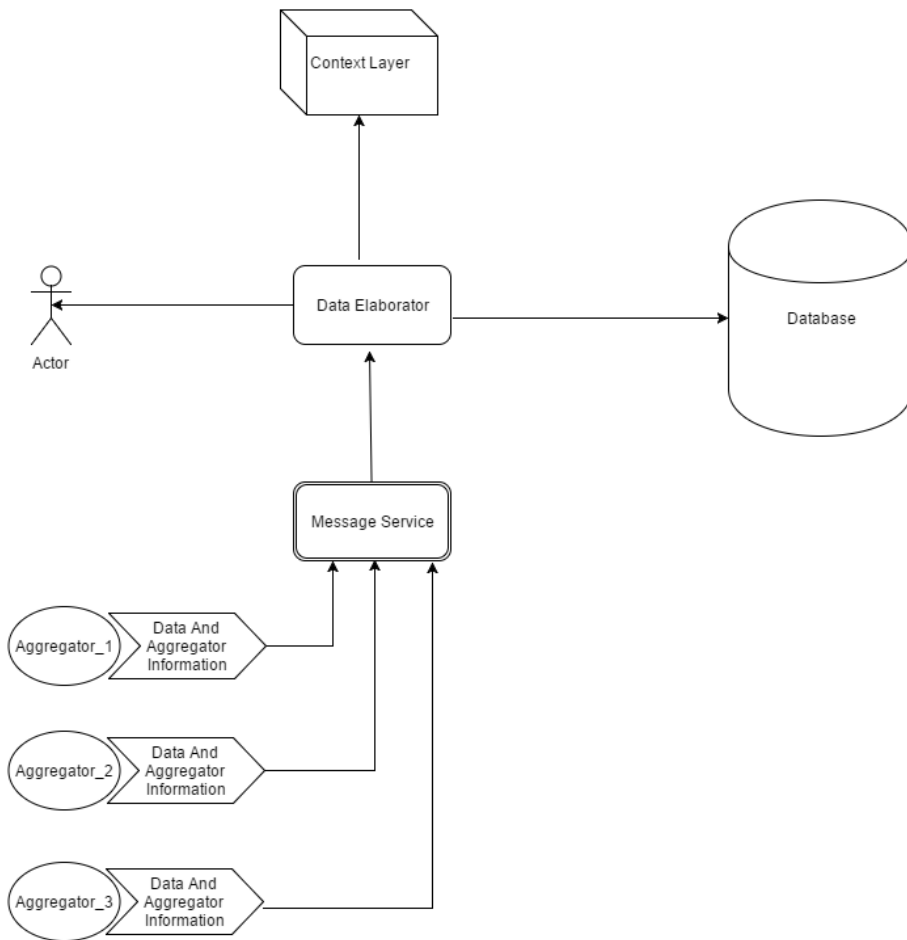 Context Layer
Data Elaborator
Database
Actor
Message Service
Aggregator_1
Data And
Aggregator
Information
Aggregator_2
Data And
Aggregator
Information
Aggregator_3
Data And
Aggregator
Information